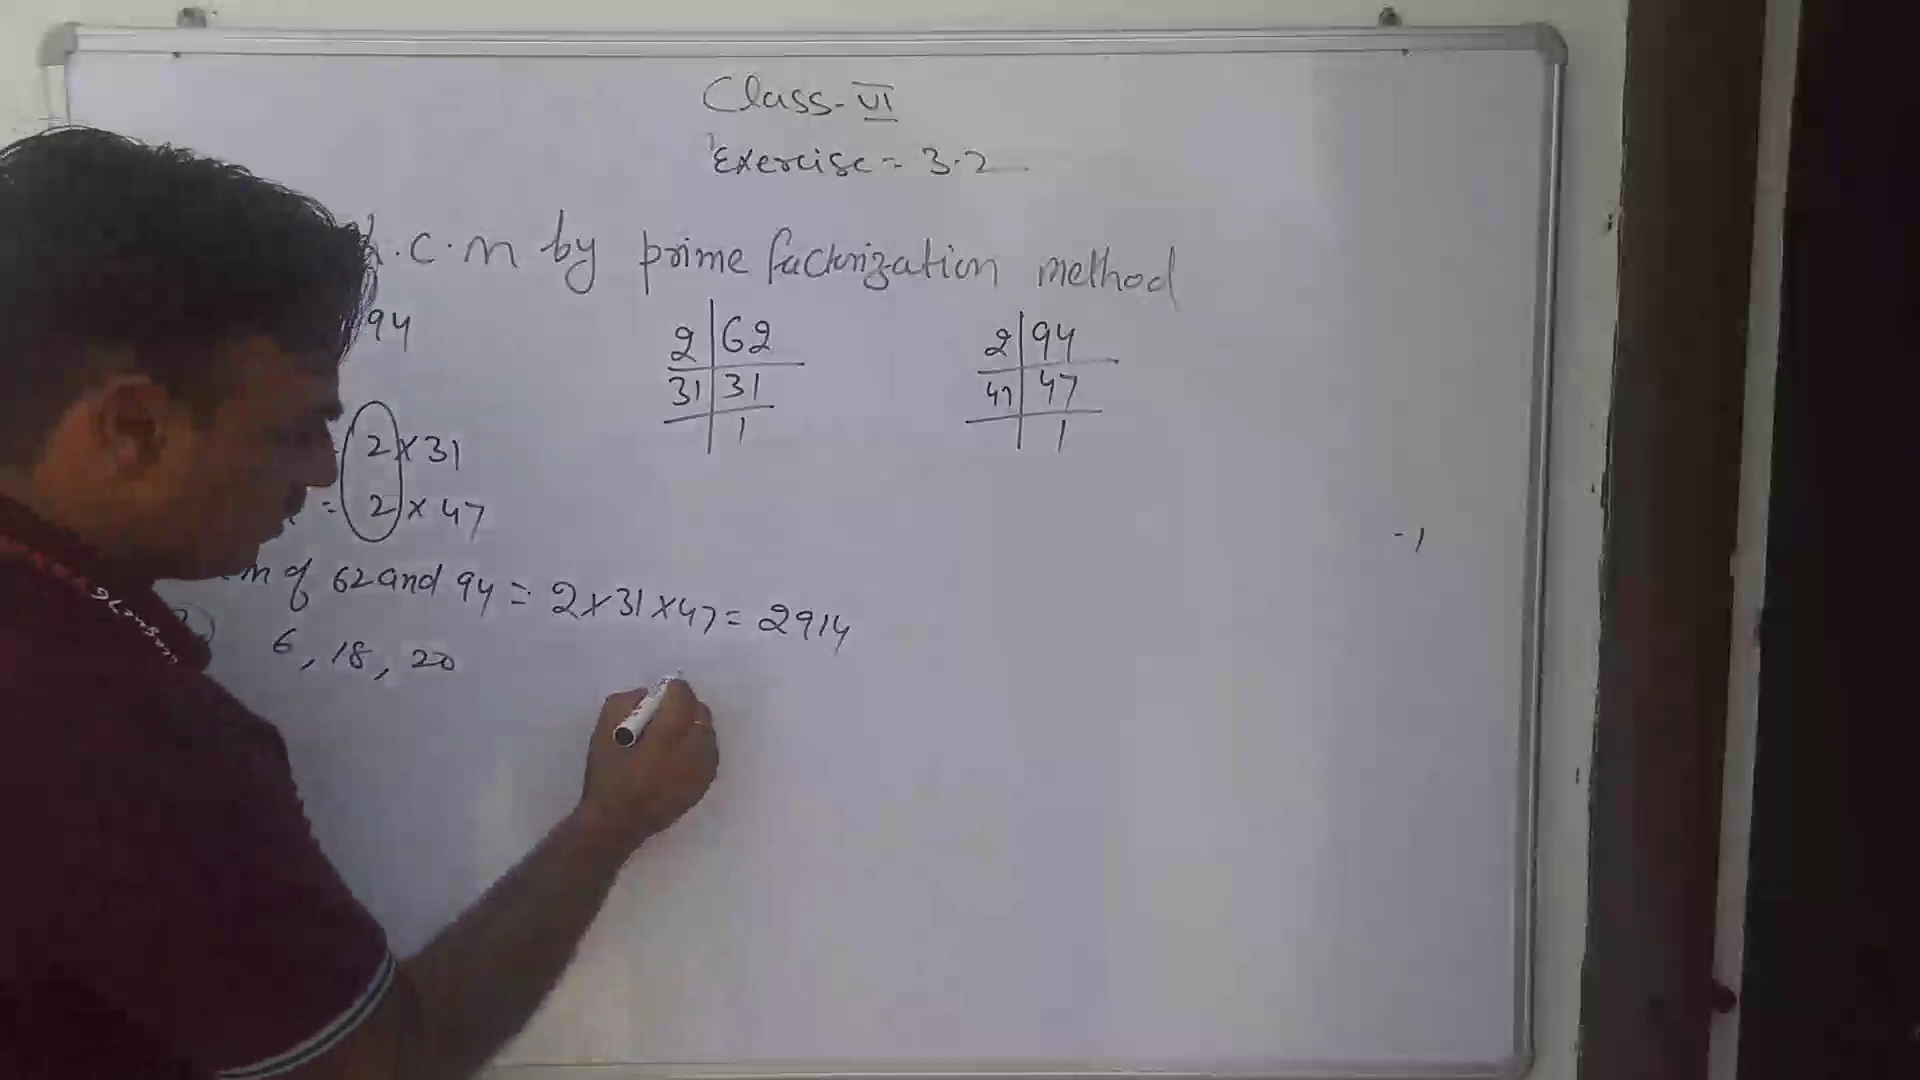 Class-VI
Exercise = 3.2
L.C.M by prime factorization method
94
2 | 62
31 | 31
1
2 | 94
47 | 47
1
2 x 31
= 2 x 47
m of 62 and 94 = 2 x 31 x 47 = 2914
6, 18, 20
- 1